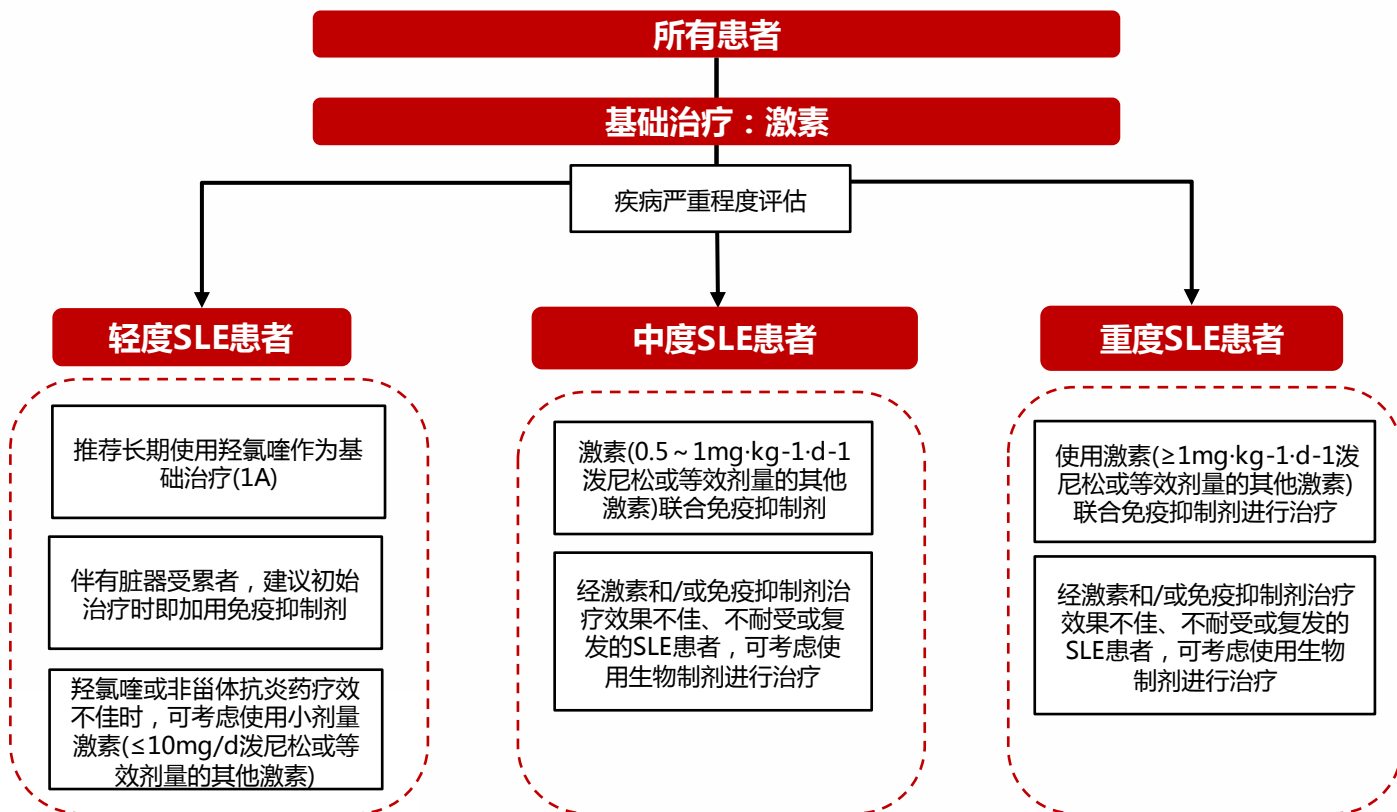 所有患者
基础治疗：激素
疾病严重程度评估
轻度SLE患者
推荐长期使用羟氯喹作为基
础治疗(1A)
伴有脏器受累者，建议初始
治疗时即加用免疫抑制剂
羟氯喹或非甾体抗炎药疗效
不佳时，可考虑使用小剂量
激素(≤10mg/d泼尼松或等
效剂量的其他激素)
中度SLE患者
激素(0.5～1mg·kg-1·d-1
泼尼松或等效剂量的其他
激素)联合免疫抑制剂
经激素和/或免疫抑制剂治
疗效果不佳、不耐受或复
发的SLE患者，可考虑使
用生物制剂进行治疗
重度SLE患者
使用激素(≥1mg·kg-1·d-1泼
尼松或等效剂量的其他激素)
联合免疫抑制剂进行治疗
经激素和/或免疫抑制剂治疗
效果不佳、不耐受或复发的
SLE患者，可考虑使用生物
制剂进行治疗